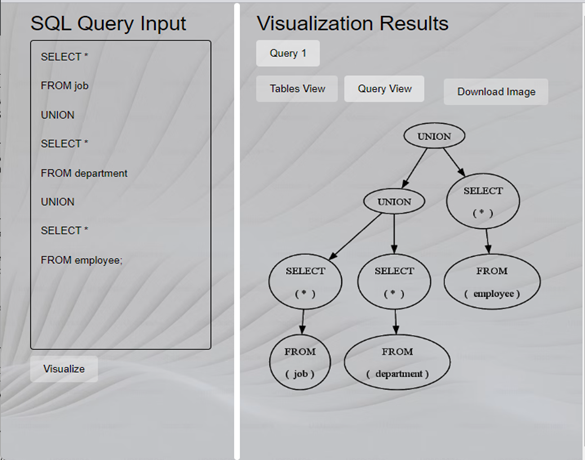 SQL Query Input
SELECT *
FROM job
UNION
SELECT *
FROM department
UNION
SELECT *
FROM employee;
Visualize
Visualization Results
Query 1
Tables View
Query View
Download Image
UNION
UNION
SELECT
( * )
SELECT
( * )
SELECT
( * )
FROM
( employee )
FROM
( job )
FROM
( department )